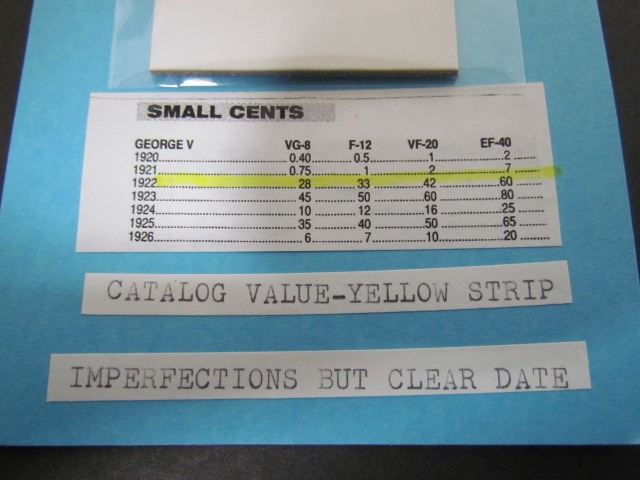 SMALL CENTS
GEORGE V VG-8 F-12 VF-20 EF-40
1920 0.40 0.5 1 2
1921 0.75 1 2 7
1922 28 33 42 60
1923 45 50 60 80
1924 10 12 16 25
1925 35 40 50 65
1926 6 7 10 20
CATALOG VALUE-YELLOW STRIP
IMPERFECTIONS BUT CLEAR DATE